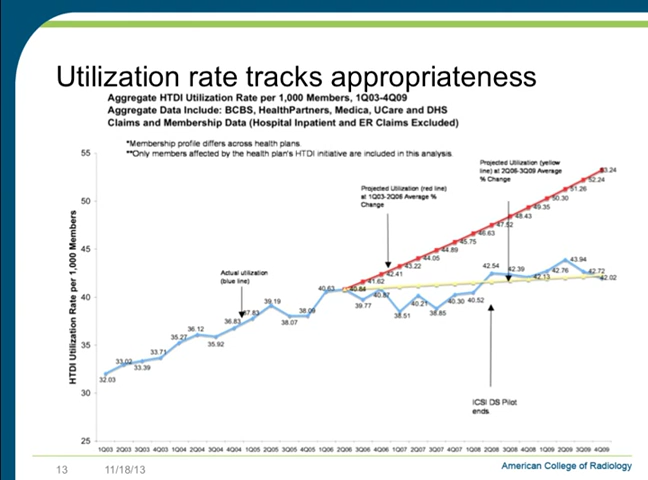 Utilization rate tracks appropriateness
Aggregate HTDI Utilization Rate per 1,000 Members, 1Q03-4Q09
Aggregate Data Include: BCBS, HealthPartners, Medica, UCare and DHS
Claims and Membership Data (Hospital Inpatient and ER Claims Excluded)
*Membership profile differs across health plans
**Only members affected by the health plan's HTDI initiative are included in this analysis
Projected Utilization (yellow
line) at 2Q06-3Q09 Average
% Change
Projected Utilization (red line)
at 1Q03-2Q06 Average %
Change
Actual utilization
(blue line)
HTDI Utilization Rate per 1,000 Members
55
50
45
40
35
30
25
32.03
33.02
33.39
33.71
35.27
36.12
35.92
36.83
37.83
39.19
38.07
38.09
40.63
40.84
39.77
40.87
38.51
40.21
38.85
40.30
40.52
42.54
42.39
42.13
42.76
43.94
42.72
42.02
41.62
42.41
43.22
44.05
44.89
45.75
46.63
47.52
48.43
49.35
50.30
51.26
52.24
53.24
ICSI DS Pilot
ends
1Q03 2Q03 3Q03 4Q03 1Q04 2Q04 3Q04 4Q04 1Q05 2Q05 3Q05 4Q05 1Q06 2Q06 3Q06 4Q06 1Q07 2Q07 3Q07 4Q07 1Q08 2Q08 3Q08 4Q08 1Q09 2Q09 3Q09 4Q09
13 11/18/13
American College of Radiology